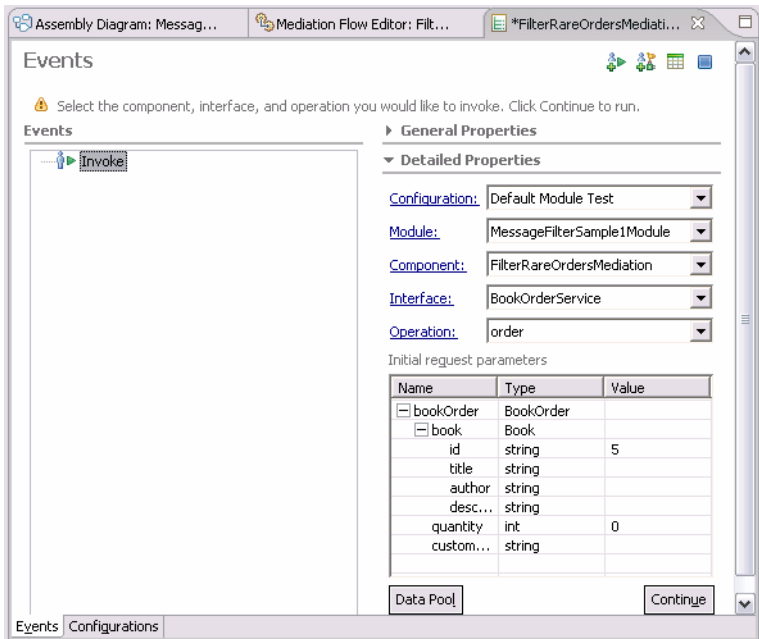 Assembly Diagram: Messag... Mediation Flow Editor: Filt... *FilterRareOrdersMediati...
Events
Select the component, interface, and operation you would like to invoke. Click Continue to run.
Events
Invoke
General Properties
Detailed Properties
Configuration: Default Module Test
Module: MessageFilterSample1Module
Component: FilterRareOrdersMediation
Interface: BookOrderService
Operation: order
Initial request parameters
Name Type Value
bookOrder BookOrder
book Book
id string 5
title string
author string
desc... string
quantity int 0
custom... string
Data Pool Continue
Events Configurations